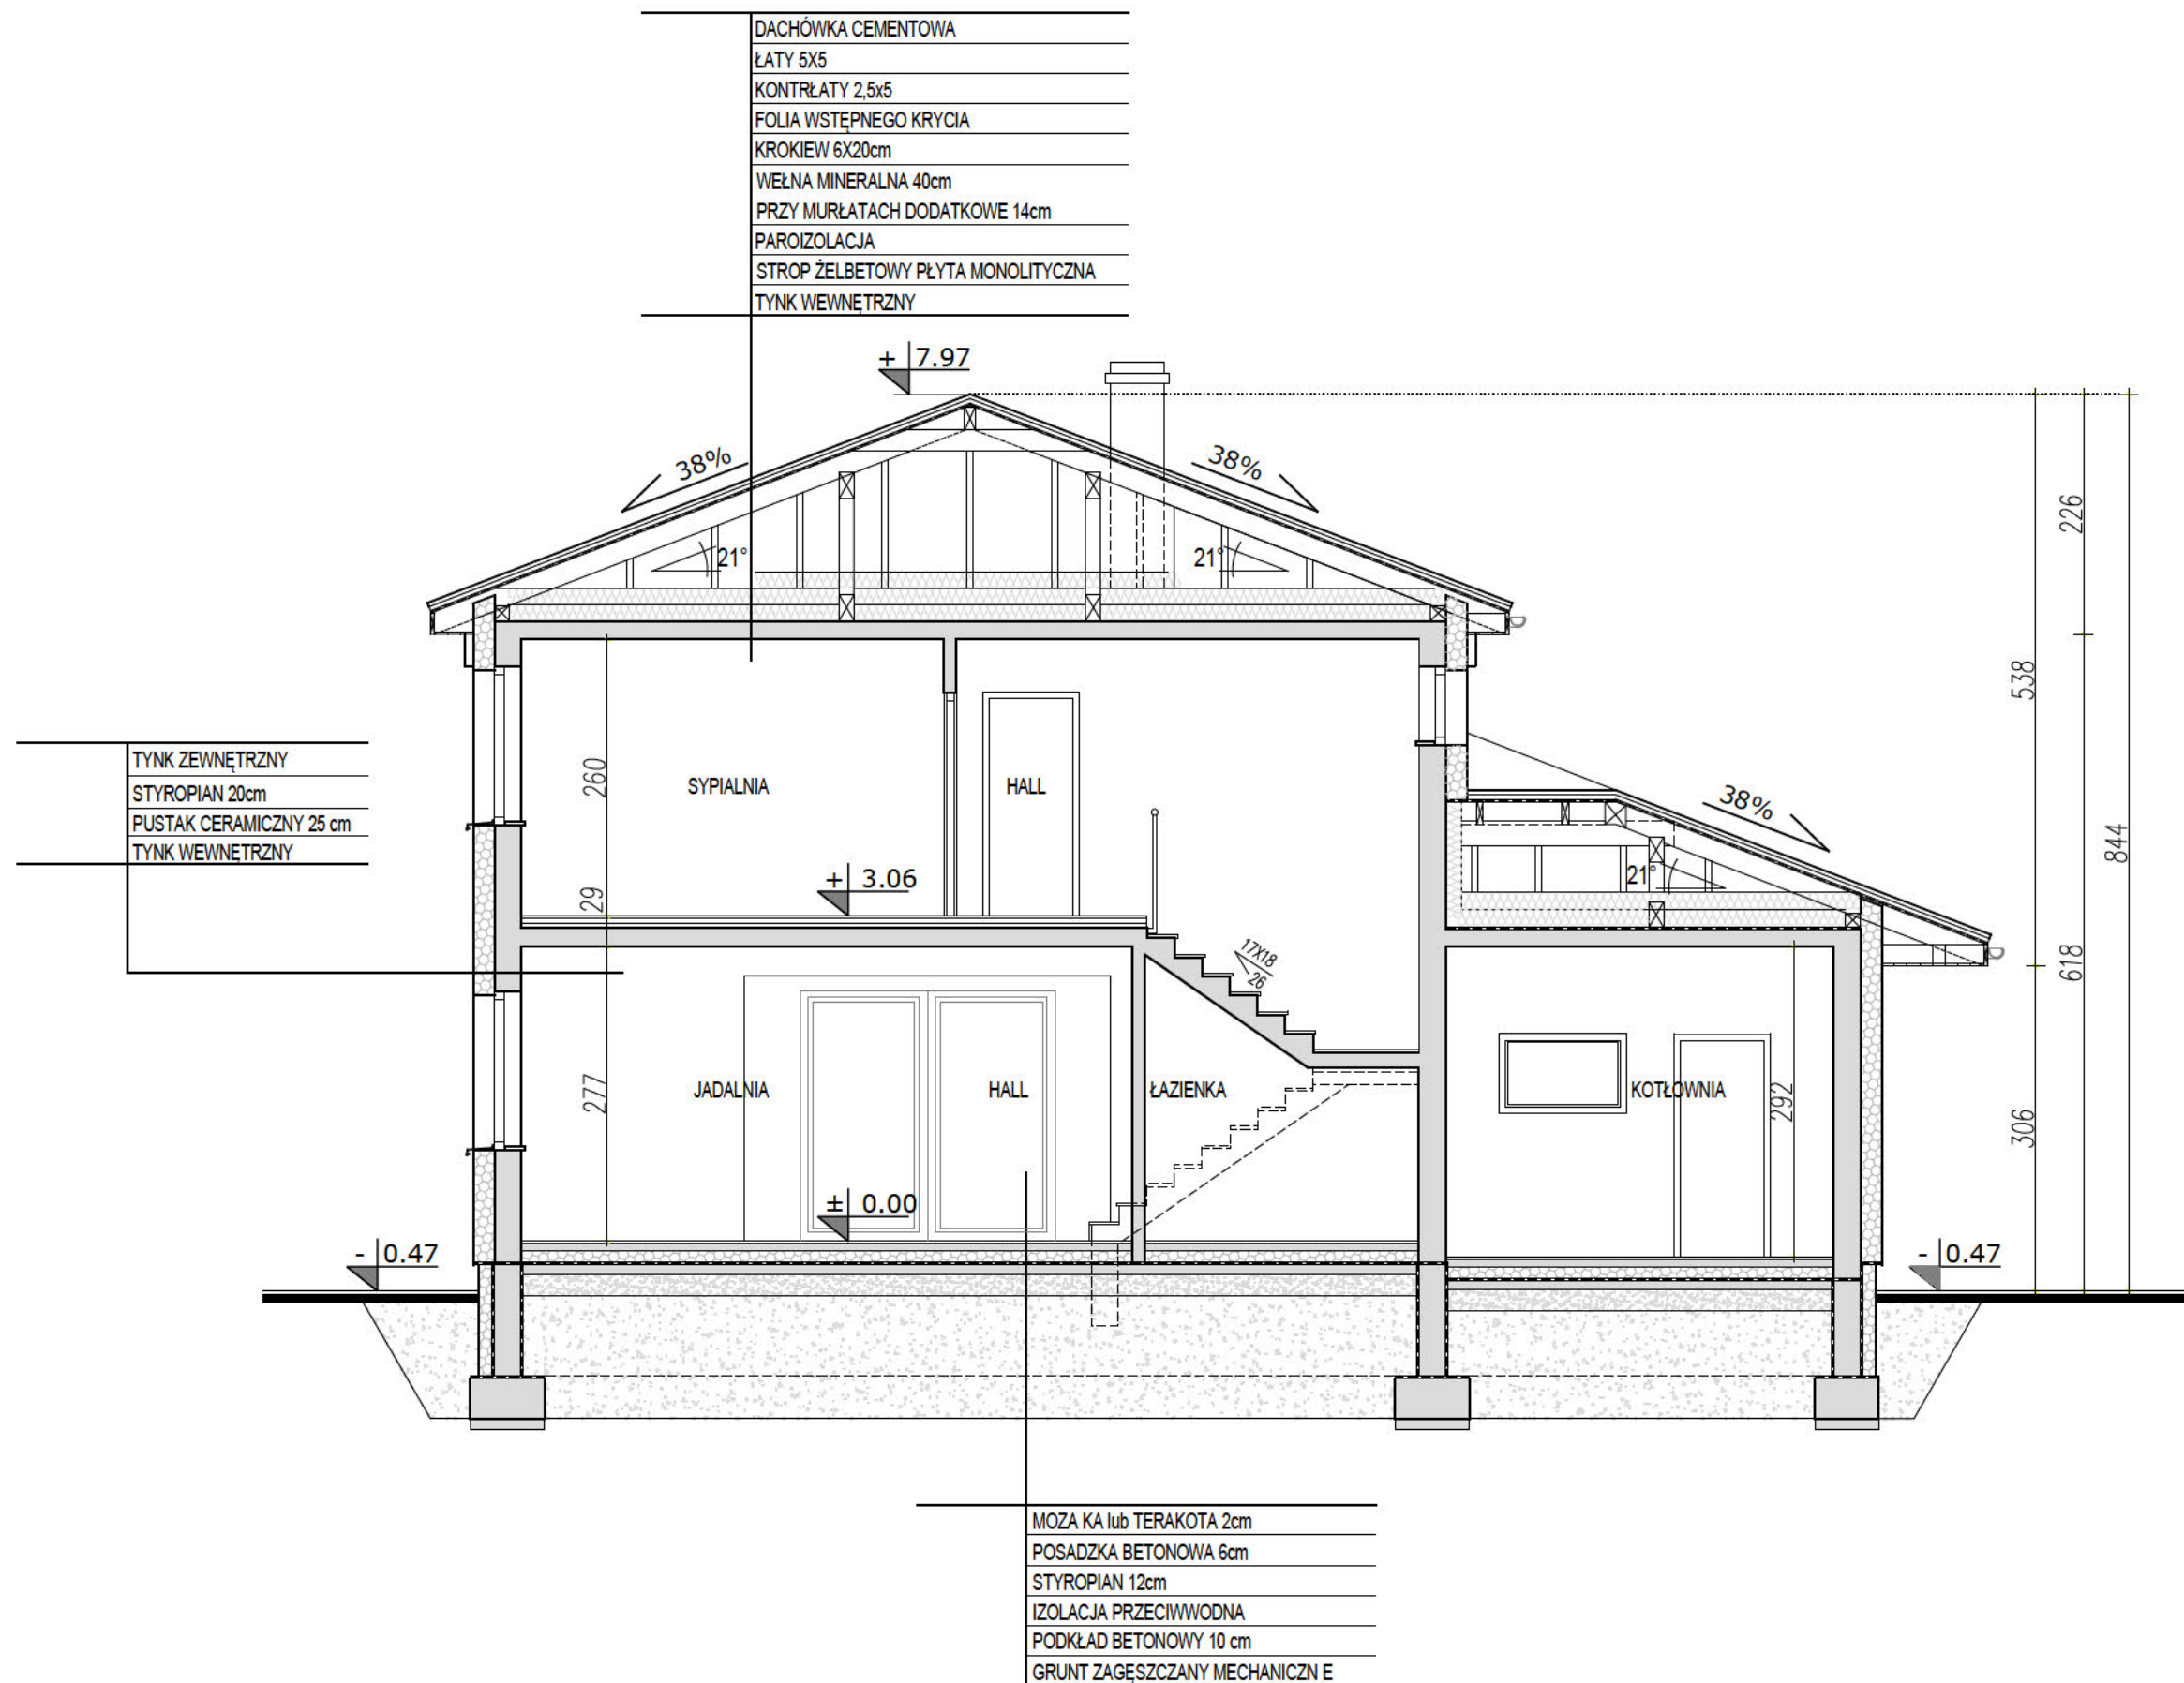 DACHÓWKA CEMENTOWA
ŁATY 5X5
KONTRŁATY 2,5x5
FOLIA WSTĘPNEGO KRYCIA
KROKIEW 6X20cm
WEŁNA MINERALNA 40cm
PRZY MURŁATACH DODATKOWE 14cm
PAROIZOLACJA
STROP ŻELBETOWY PŁYTA MONOLITYCZNA
TYNK WEWNĘTRZNY
+ 7.97
38%
38%
21°
21°
226
538
844
618
306
TYNK ZEWNĘTRZNY
STYROPIAN 20cm
PUSTAK CERAMICZNY 25 cm
TYNK WEWNĘTRZNY
260
SYPIALNIA
HALL
38%
21°
+ 3.06
29
17X18
26
277
JADALNIA
HALL
ŁAZIENKA
KOTŁOWNIA
292
± 0.00
- 0.47
- 0.47
MOZA KA lub TERAKOTA 2cm
POSADZKA BETONOWA 6cm
STYROPIAN 12cm
IZOLACJA PRZECIWWODNA
PODKŁAD BETONOWY 10 cm
GRUNT ZAGĘSZCZANY MECHANICZN E